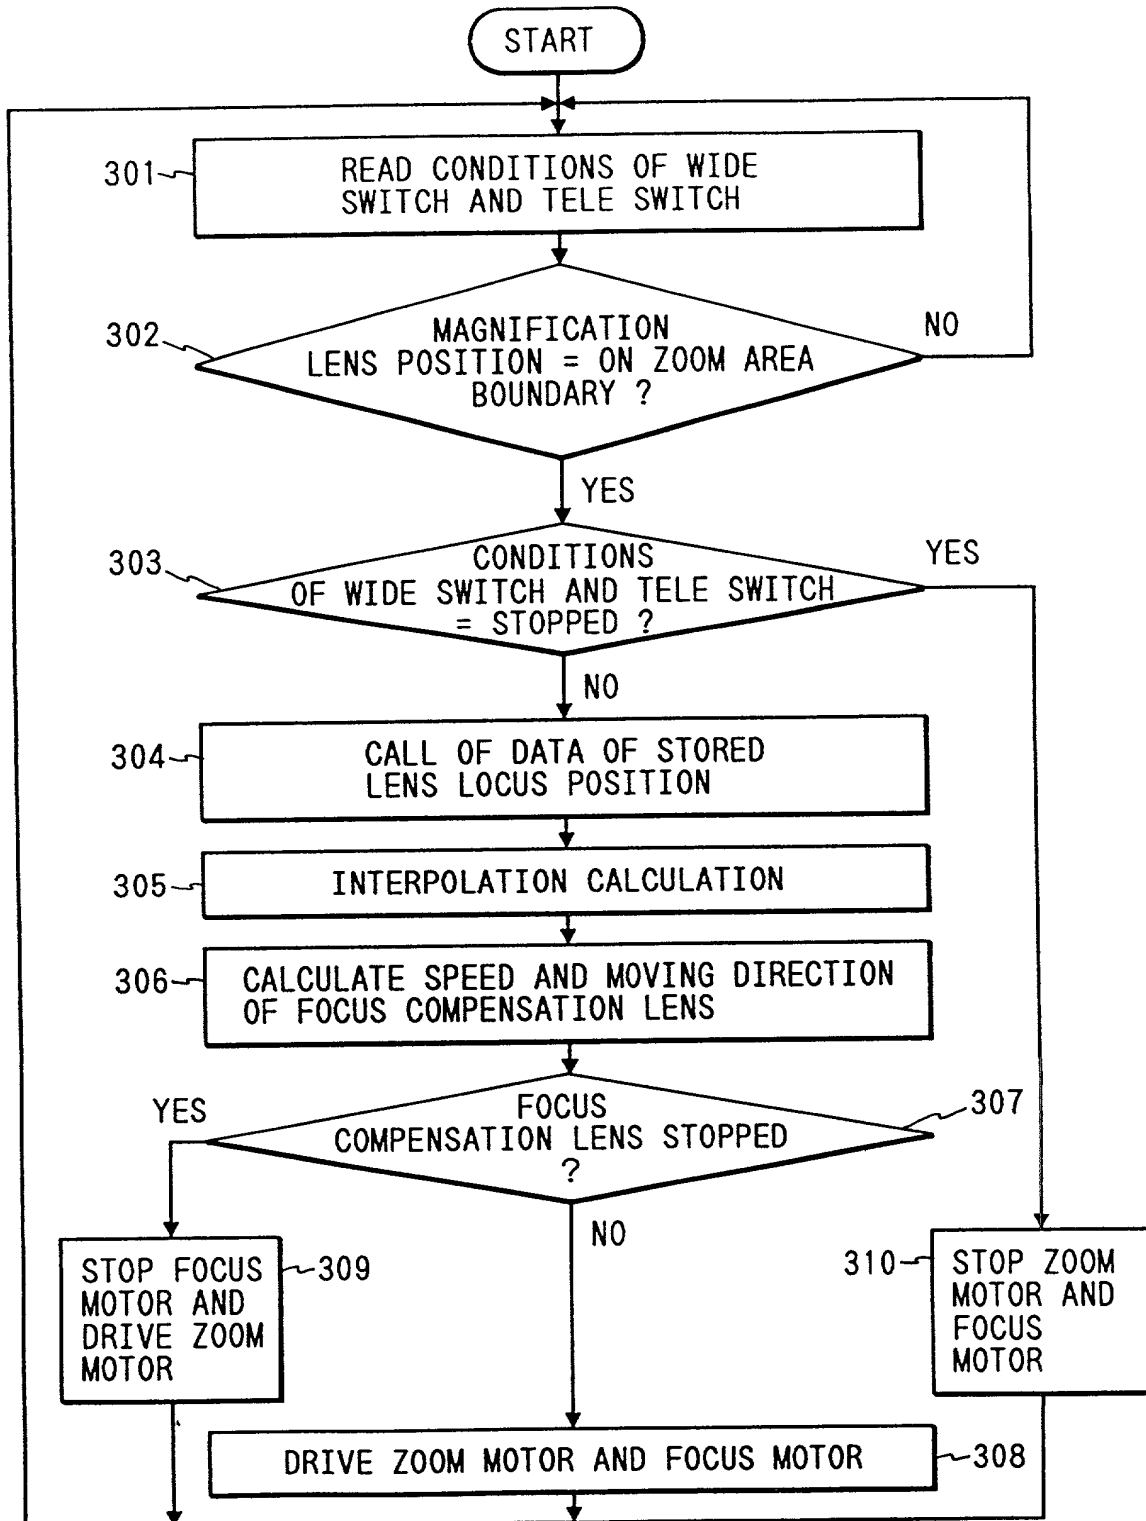 START
301
READ CONDITIONS OF WIDE
SWITCH AND TELE SWITCH
302
MAGNIFICATION
LENS POSITION = ON ZOOM AREA
BOUNDARY ?
NO
YES
303
CONDITIONS
OF WIDE SWITCH AND TELE SWITCH
= STOPPED ?
YES
NO
304
CALL OF DATA OF STORED
LENS LOCUS POSITION
305
INTERPOLATION CALCULATION
306
CALCULATE SPEED AND MOVING DIRECTION
OF FOCUS COMPENSATION LENS
YES
FOCUS
COMPENSATION LENS STOPPED
?
307
NO
STOP FOCUS
MOTOR AND
DRIVE ZOOM
MOTOR
309
310
STOP ZOOM
MOTOR AND
FOCUS
MOTOR
DRIVE ZOOM MOTOR AND FOCUS MOTOR
308